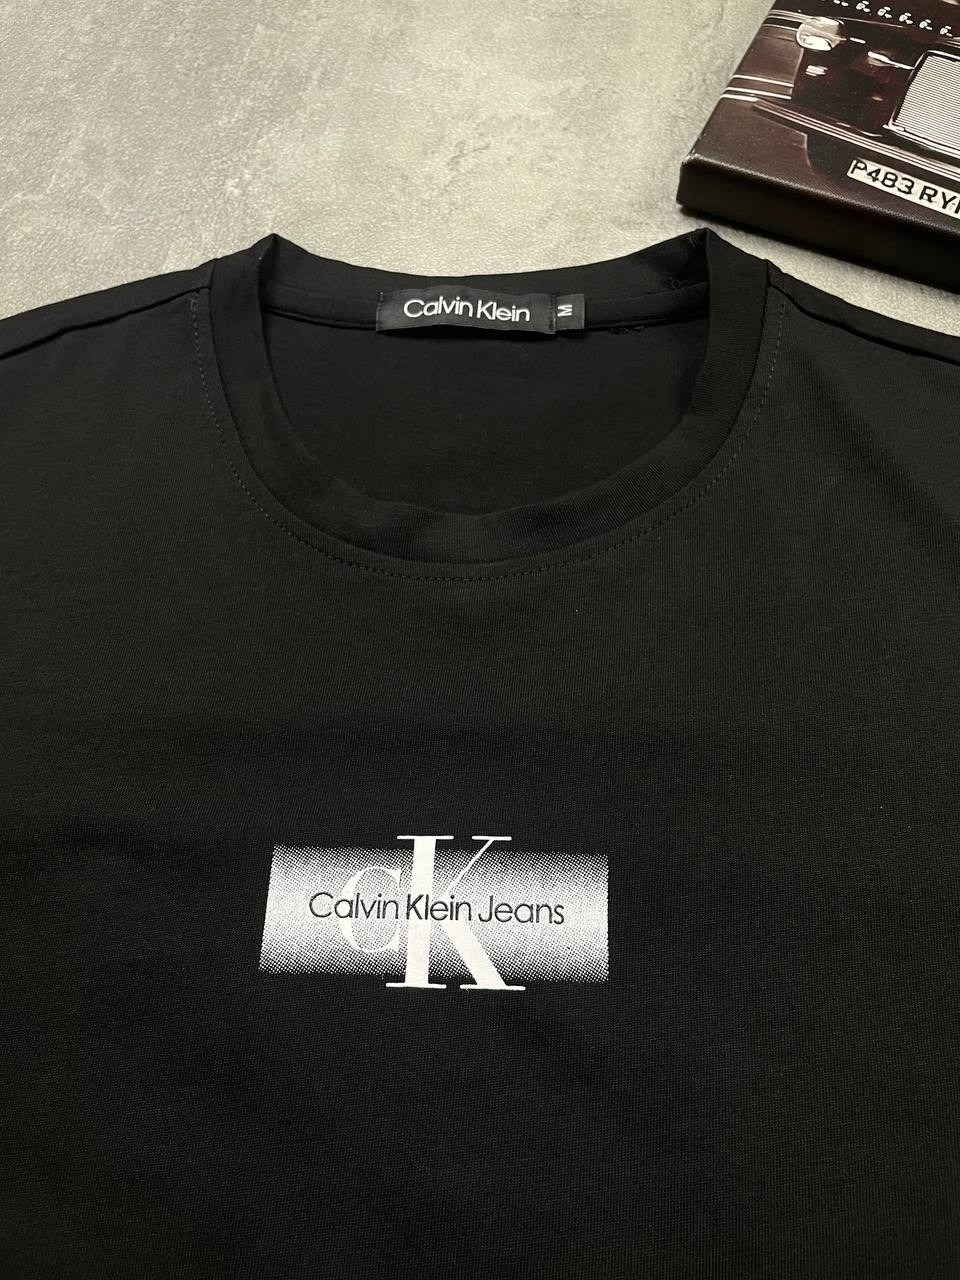 P483 RY
Calvin Klein M
CK
Calvin Klein Jeans